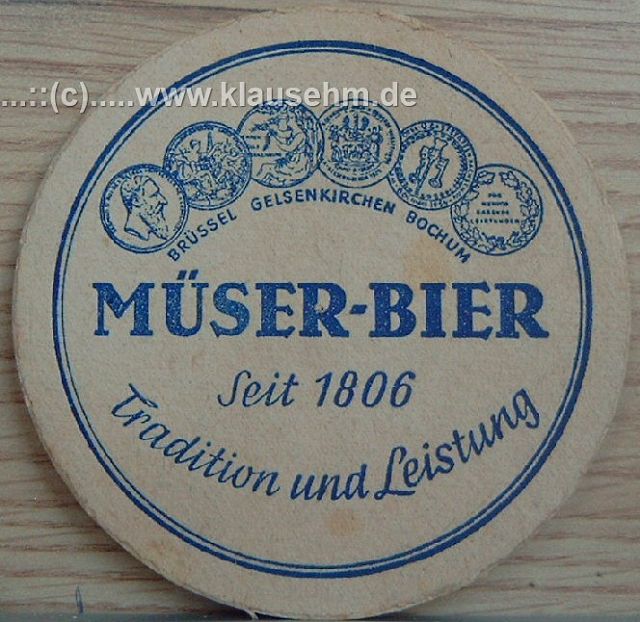 ...::(c).....www.klausehm.de
BRÜSSEL GELSENKIRCHEN BOCHUM
MÜSER-BIER
Seit 1806
Tradition und Leistung